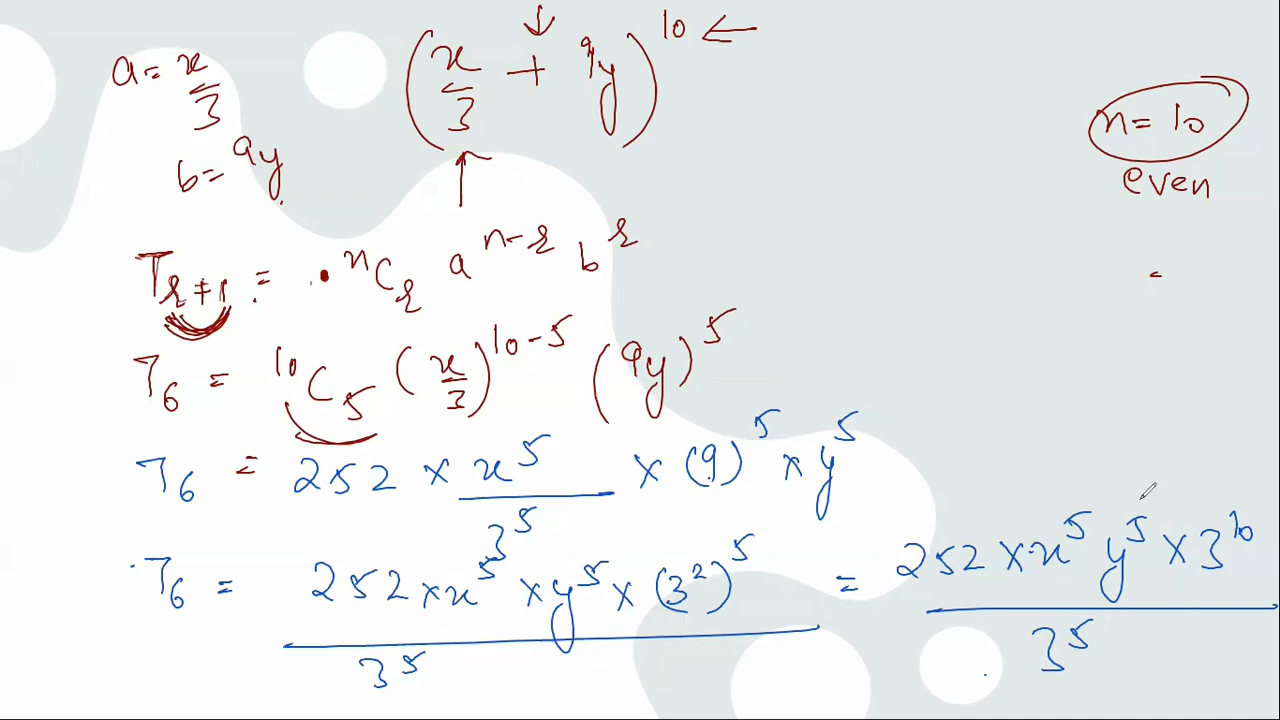 a = x/3 (x/3 + 9y)^10 ←
b = 9y
n = 10
even
T_{r+1} = . ^nC_r a^{n-r} b^r
T_6 = ^{10}C_5 (x/3)^{10-5} (9y)^5
T_6 = 252 × x^5/3^5 × (9)^5 × y^5
T_6 = 252 × x^5 × y^5 × (3^2)^5 / 3^5 = 252 × x^5 y^5 × 3^10 / 3^5